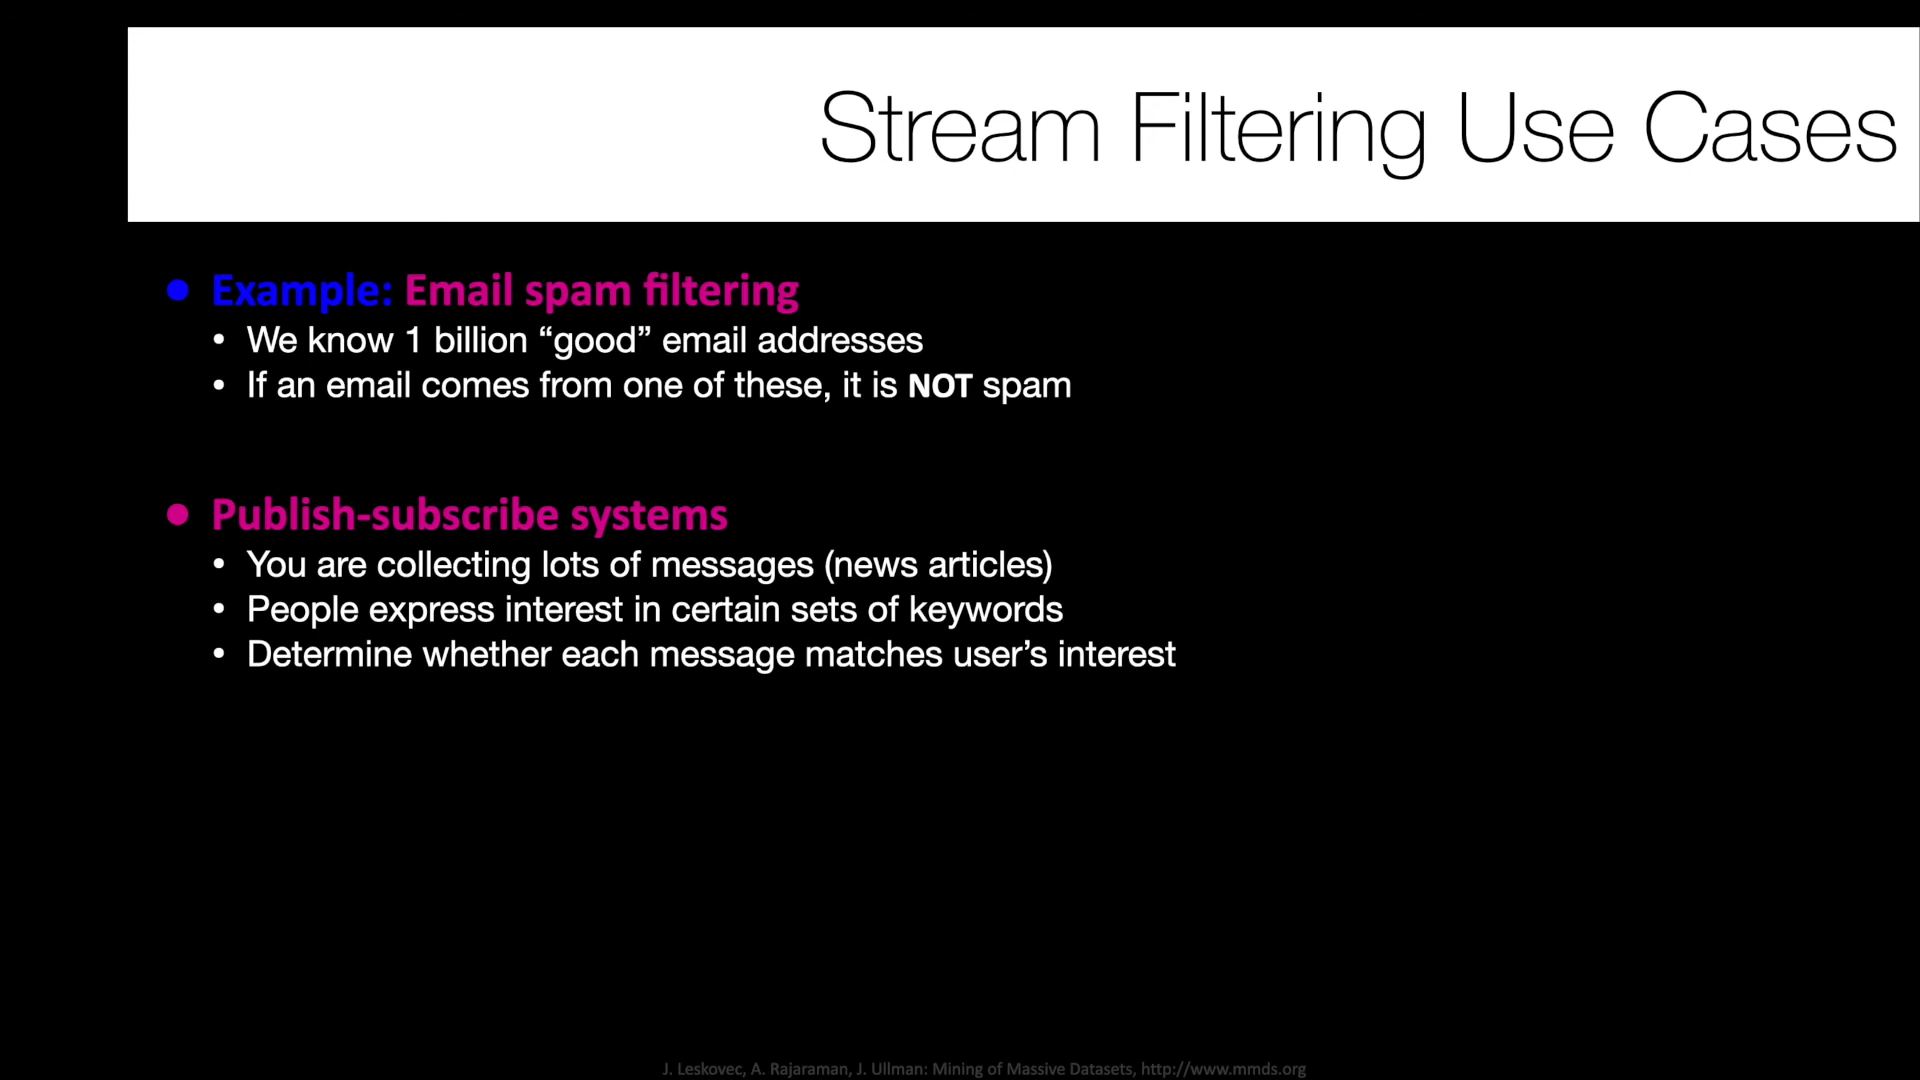 Stream Filtering Use Cases
● Example: Email spam filtering
• We know 1 billion “good” email addresses
• If an email comes from one of these, it is NOT spam
● Publish-subscribe systems
• You are collecting lots of messages (news articles)
• People express interest in certain sets of keywords
• Determine whether each message matches user’s interest
J. Leskovec, A. Rajaraman, J. Ullman: Mining of Massive Datasets, http://www.mmds.org